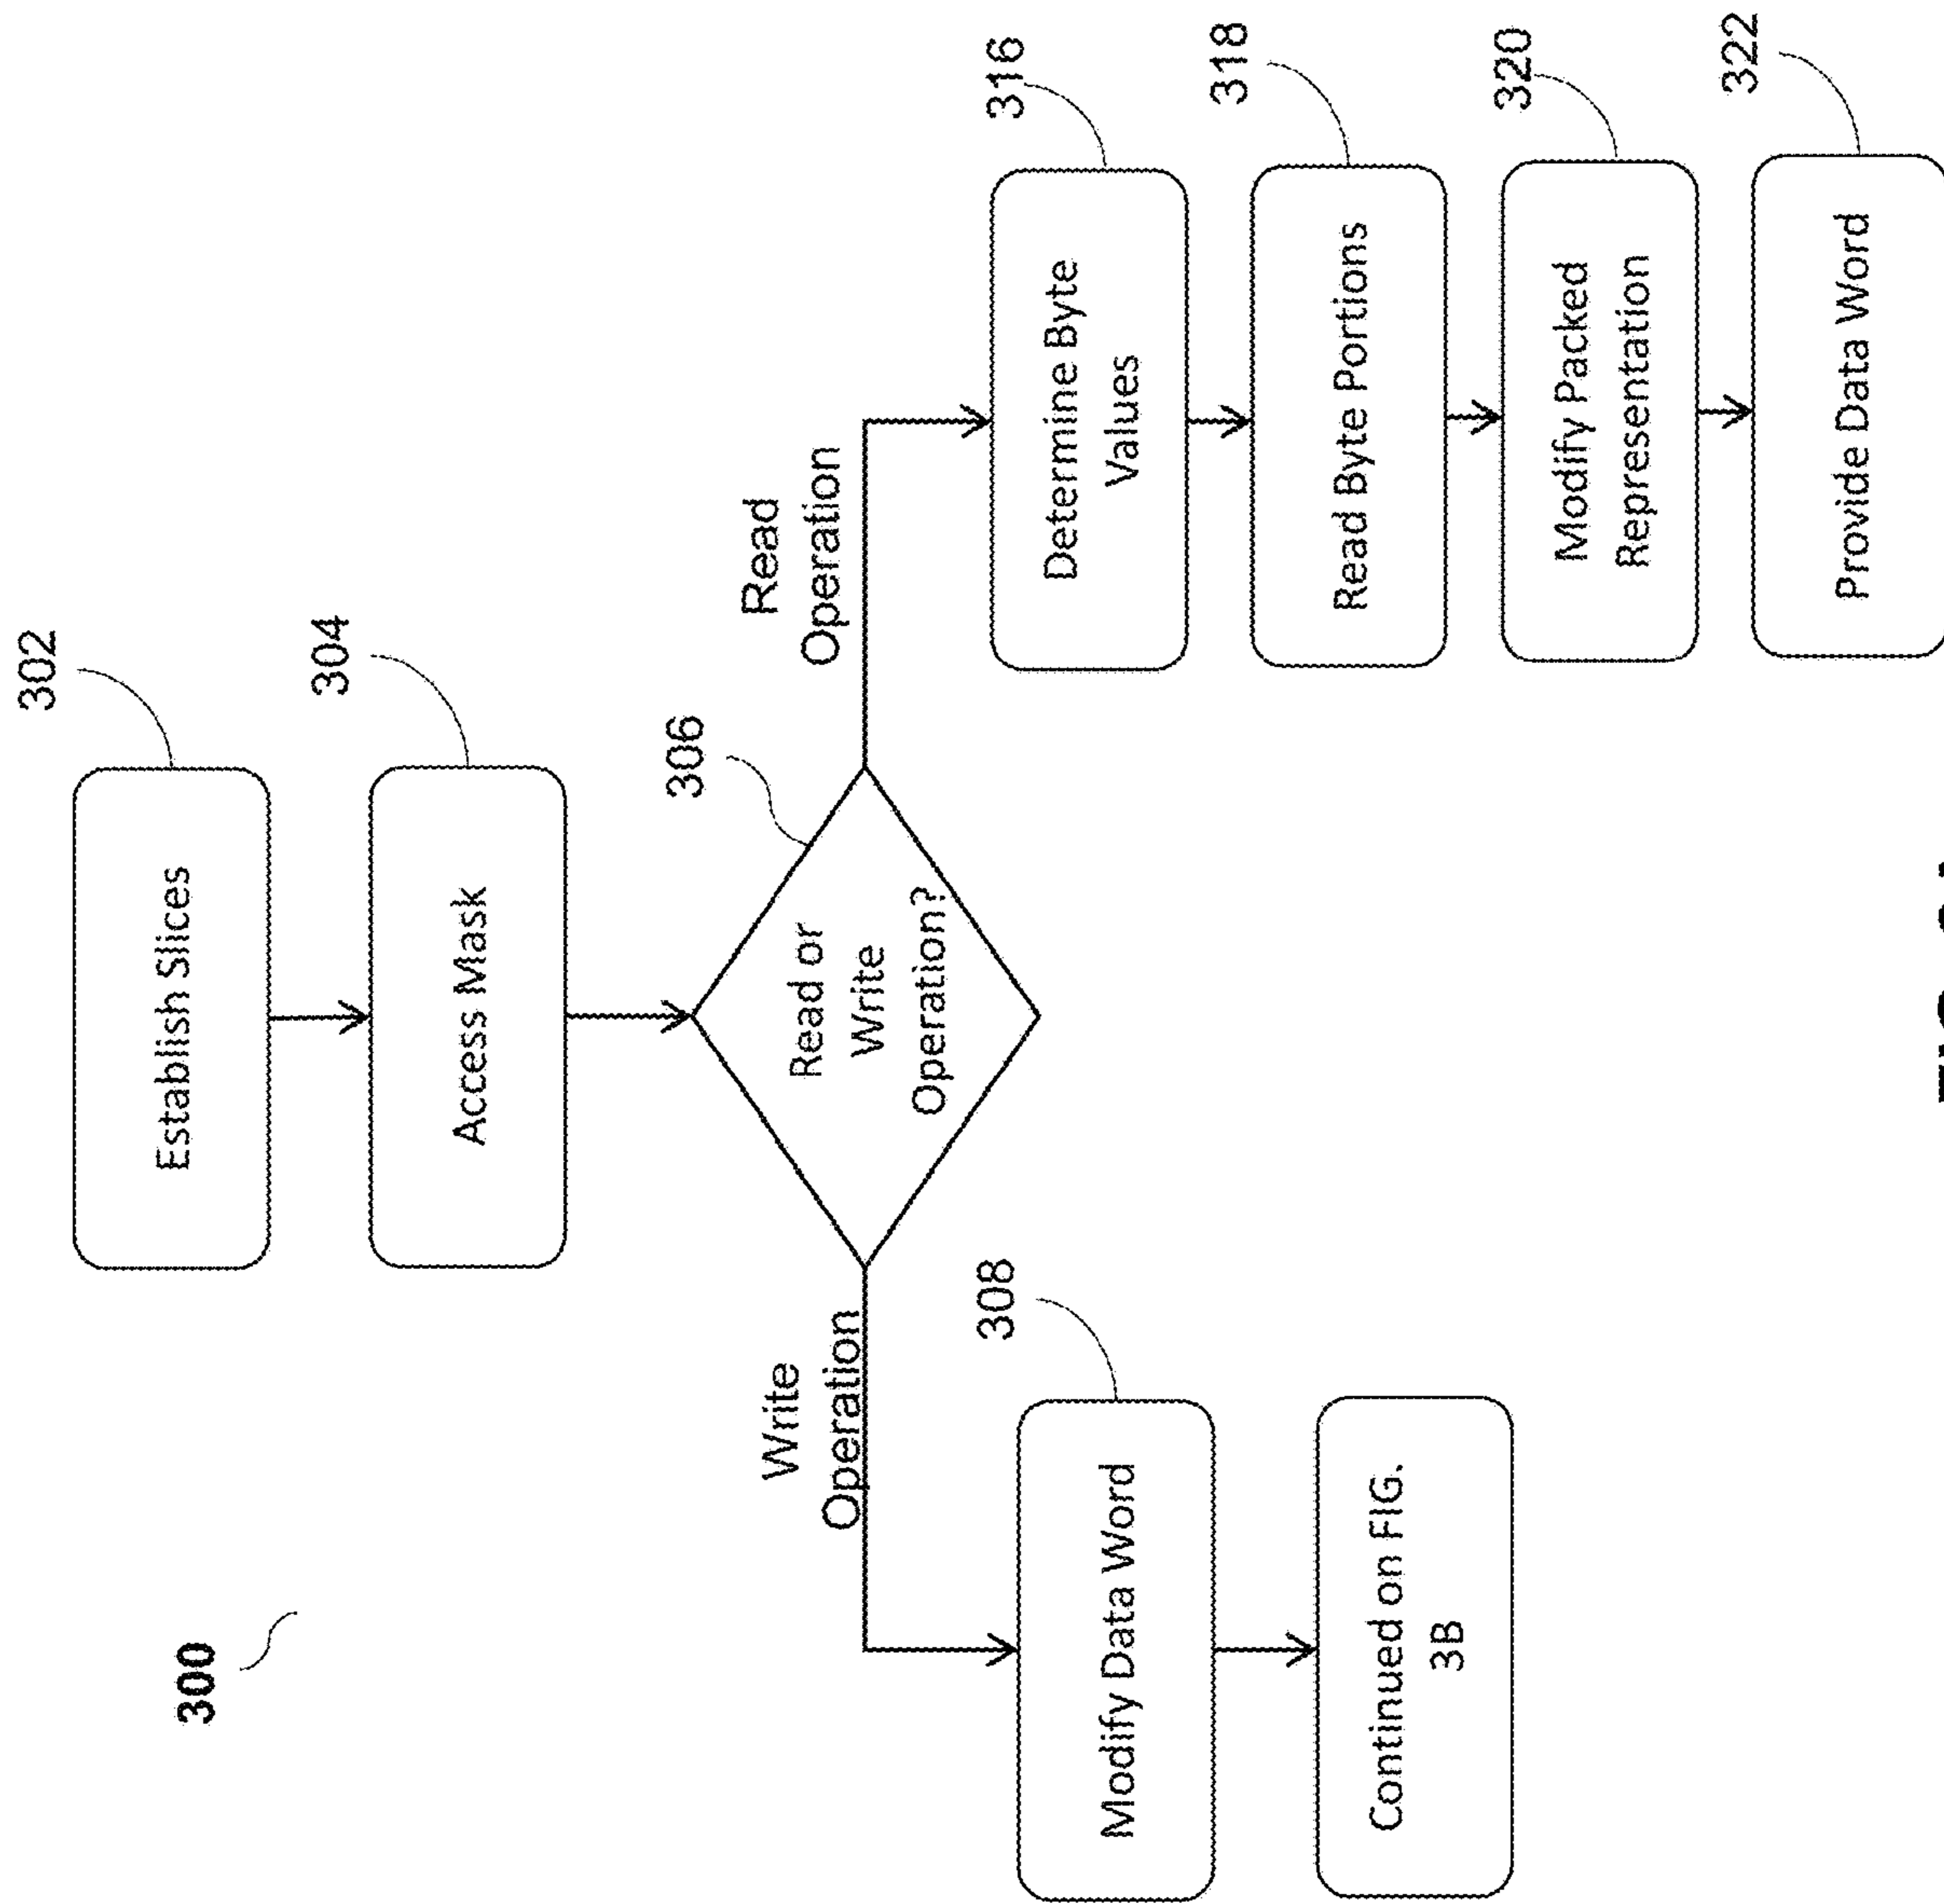 300
302
Establish Slices
304
Access Mask
306
Read or
Write
Operation?
Write
Operation
Read
Operation
308
Modify Data Word
Continued on FIG.
3B
316
Determine Byte
Values
318
Read Byte Portions
320
Modify Packed
Representation
322
Provide Data Word